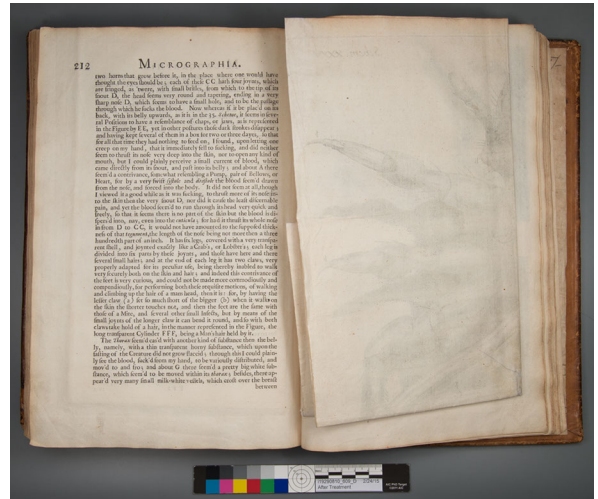 212 MICROGRAPHIA.
two horns that grow before it, in the place where one would have
thought the eyes should be; each of these CC hath four joynts, which
are fringed, as 'twere, with small bristles, from which to the tip of its
snout D, the head seems very round and tapering, ending in a very
sharp nose D, which seems to have a small hole, and to be the passage
through which he sucks the blood. Now whereas if it be plac'd on its
back, with its belly upwards, as it is in the 35. Scheme, it seems in seve-
ral Positions to have a resemblance of chaps, or jaws, as is represented
in the Figure by EE, yet in other postures those dark strokes disappear;
and having kept several of them in a box for two or three dayes, so that
for all that time they had nothing to feed on, I found, upon letting one
creep on my hand, that it immediately fell to sucking, and did neither
seem to thrust its nose very deep into the skin, nor to open any kind of
mouth, but I could plainly perceive a small current of blood, which
came directly from its snout, and past into its belly; and about A there
seem'd a contrivance, somewhat resembling a Pump, pair of Bellows, or
Heart, for by a very swift systole and diastole the blood seem'd drawn
from the nose, and forced into the body. It did not seem at all, though
I viewed it a good while as it was sucking, to thrust more of its nose in-
to the skin then the very snout D, nor did it cause the least discernable
pain, and yet the blood seem'd to run through its head very quick and
freely, so that it seems there is no part of the skin but the blood is dis-
pers'd into, nay, even into the cuticula; for had it thrust its whole nose
in from D to CC, it would not have amounted to the supposed thick-
ness of that tegument, the length of the nose being not more then a three
hundredth part of an inch. It has six legs, covered with a very transpa-
rent shell, and joynted exactly like a Crab's, or Lobster's; each leg is
divided into six parts by these joynts, and those have here and there
several small hairs; and at the end of each leg it has two claws, very
properly adapted for its peculiar use, being thereby inabled to walk
very securely both on the skin and hair; and indeed this contrivance of
the feet is very curious, and could not be made more commodiously and
compendiously, for performing both these requisite motions, of walking
and climbing up the hair of a mans head, then it is: for, by having the
lesser claw (a) set so much short of the bigger (b) when it walks on
the skin the shorter touches not, and then the feet are the same with
those of a Mite, and several other small Insects, but by means of the
small joynts of the longer claw it can bend it round, and so with both
claws take hold of a hair, in the manner represented in the Figure, the
long transparent Cylinder FFF, being a Man's hair held by it.
The Thorax seem'd cas'd with another kind of substance then the bel-
ly, namely, with a thin transparent horny substance, which upon the
fasting of the Creature did not grow flaccid; through this I could plain-
ly see the blood, suck'd from my hand, to be variously distributed, and
mov'd to and fro; and about G there seem'd a pretty big white sub-
stance, which seem'd to be moved within its thorax; besides, there ap-
pear'd very many small milk-white vessels, which crost over the breast
between
After Treatment